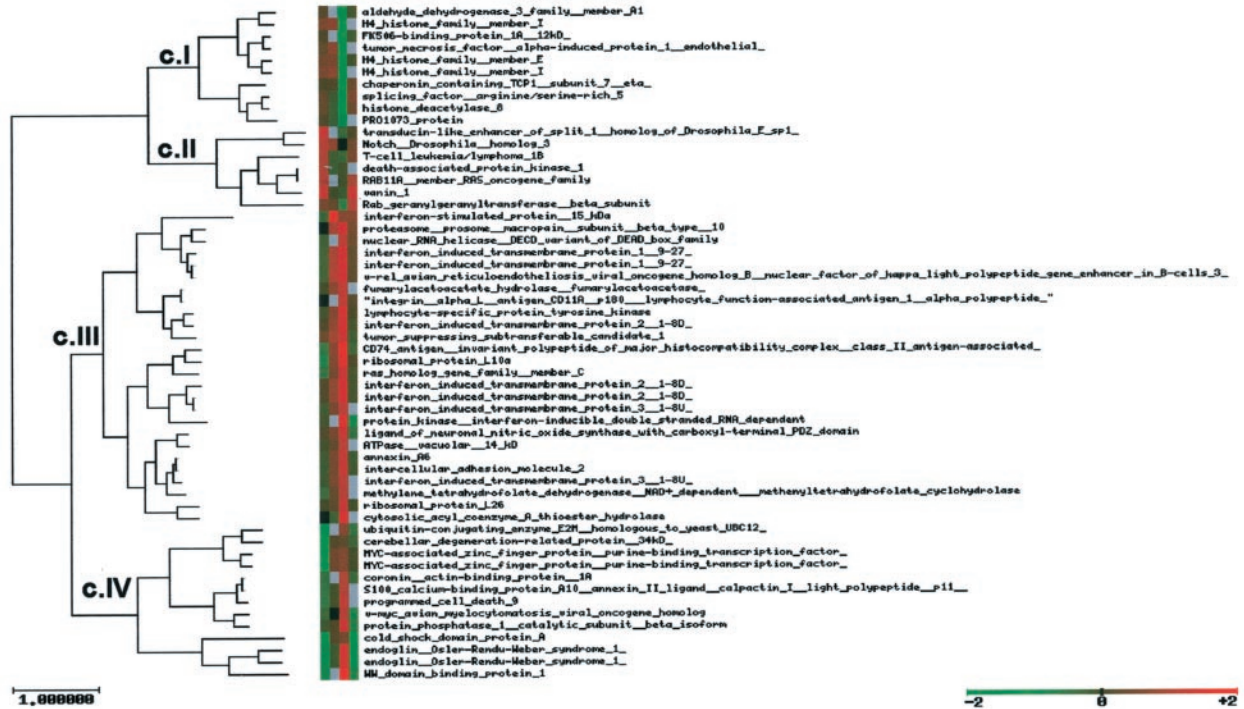 aldehyde_dehydrogenase_3_family__member_A1
H4_histone_family__member_I
FK506-binding_protein_1A__12kD_
tumor_necrosis_factor__alpha-induced_protein_1__endothelial_
H4_histone_family__member_E
H4_histone_family__member_I
chaperonin_containing_TCP1__subunit_7__eta_
splicing_factor__arginine/serine-rich_5
histone_deacetylase_8
PRO1073_protein
transducin-like_enhancer_of_split_1__homolog_of_Drosophila_E_sp1_
Notch__Drosophila__homolog_3
T-cell_leukemia/lymphoma_1B
death-associated_protein_kinase_1
RAB11A__member_RAS_oncogene_family
vanin_1
Rab_geranylgeranyltransferase__beta_subunit
interferon-stimulated_protein__15_kDa
proteasome__prosome__macropain__subunit__beta_type__10
nuclear_RNA_helicase__DECD_variant_of_DEAD_box_family
interferon_induced_transmembrane_protein_1__9-27_
interferon_induced_transmembrane_protein_1__9-27_
v-rel_avian_reticuloendotheliosis_viral_oncogene_homolog_B__nuclear_factor_of_kappa_light_polypeptide_gene_enhancer_in_B-cells_3_
fumarylacetoacetate_hydrolase__fumarylacetoacetase_
"integrin__alpha_L__antigen_CD11A__p180___lymphocyte_function-associated_antigen_1__alpha_polypeptide_"
lymphocyte-specific_protein_tyrosine_kinase
interferon_induced_transmembrane_protein_2__1-8D_
tumor_suppressing_subtransferable_candidate_1
CD74_antigen__invariant_polypeptide_of_major_histocompatibility_complex__class_II_antigen-associated_
ribosomal_protein_L10a
ras_homolog_gene_family__member_C
interferon_induced_transmembrane_protein_2__1-8D_
interferon_induced_transmembrane_protein_2__1-8D_
interferon_induced_transmembrane_protein_3__1-8U_
protein_kinase__interferon-inducible_double_stranded_RNA_dependent
ligand_of_neuronal_nitric_oxide_synthase_with_carboxyl-terminal_PDZ_domain
ATPase__vacuolar__14_kD
annexin_A6
intercellular_adhesion_molecule_2
interferon_induced_transmembrane_protein_3__1-8U_
methylene_tetrahydrofolate_dehydrogenase__NAD+_dependent___methenyltetrahydrofolate_cyclohydrolase
ribosomal_protein_L26
cytosolic_acyl_coenzyme_A_thioester_hydrolase
ubiquitin-conjugating_enzyme_E2M__homologous_to_yeast_UBC12_
cerebellar_degeneration-related_protein__34kD_
MYC-associated_zinc_finger_protein__purine-binding_transcription_factor_
MYC-associated_zinc_finger_protein__purine-binding_transcription_factor_
coronin__actin-binding_protein__1A
S100_calcium-binding_protein_A10__annexin_II_ligand__calpactin_I__light_polypeptide__p11__
programmed_cell_death_9
v-myc_avian_myelocytomatosis_viral_oncogene_homolog
protein_phosphatase_1__catalytic_subunit__beta_isoform
cold_shock_domain_protein_A
endoglin__Osler-Rendu-Weber_syndrome_1_
endoglin__Osler-Rendu-Weber_syndrome_1_
WW_domain_binding_protein_1
c.I
c.II
c.III
c.IV
1.000000
-2 0 +2